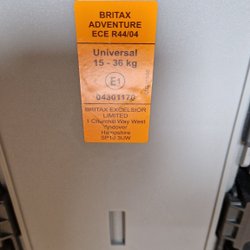 BRITAX
ADVENTURE
ECE R44/04
Universal
15 - 36 kg
E1
04301170
BRITAX EXCELSIOR
LIMITED
1 Churchill Way West
Andover
Hampshire
SP10 3UW